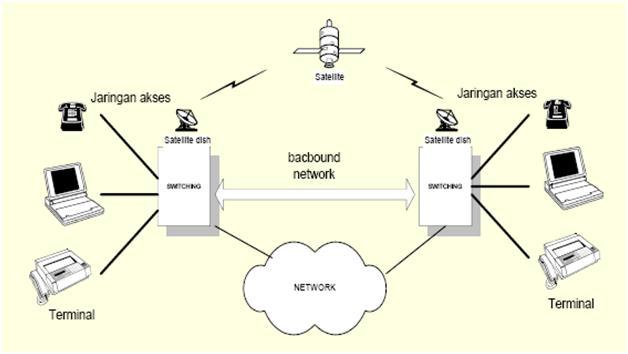 Satellite
Jaringan akses
Jaringan akses
Satellite dish
Satellite dish
bacbound
network
SWITCHING
SWITCHING
NETWORK
Terminal
Terminal